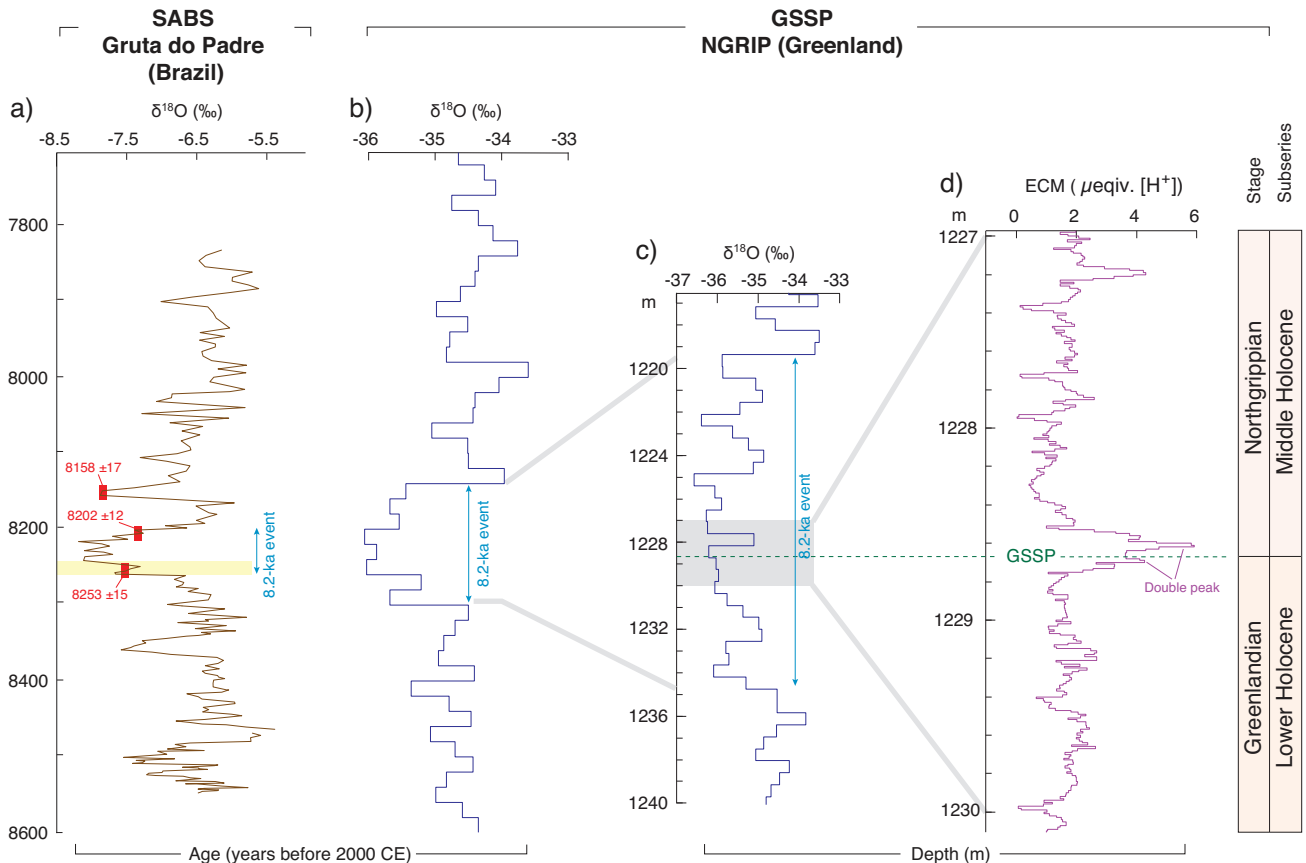 SABS
Gruta do Padre
(Brazil)
GSSP
NGRIP (Greenland)
a)
δ¹⁸O (‰)
-8.5 -7.5 -6.5 -5.5
7800
8000
8200
8400
8600
8158 ±17
8202 ±12
8253 ±15
8.2-ka event
b)
δ¹⁸O (‰)
-36 -35 -34 -33
8.2-ka event
Age (years before 2000 CE)
c)
δ¹⁸O (‰)
-37 -36 -35 -34 -33
m
1220
1224
1228
1232
1236
1240
8.2-ka event
d)
ECM ( µeqiv. [H⁺])
m
0 2 4 6
1227
1228
1229
1230
GSSP
Double peak
Depth (m)
Stage
Subseries
Northgrippian
Middle Holocene
Greenlandian
Lower Holocene